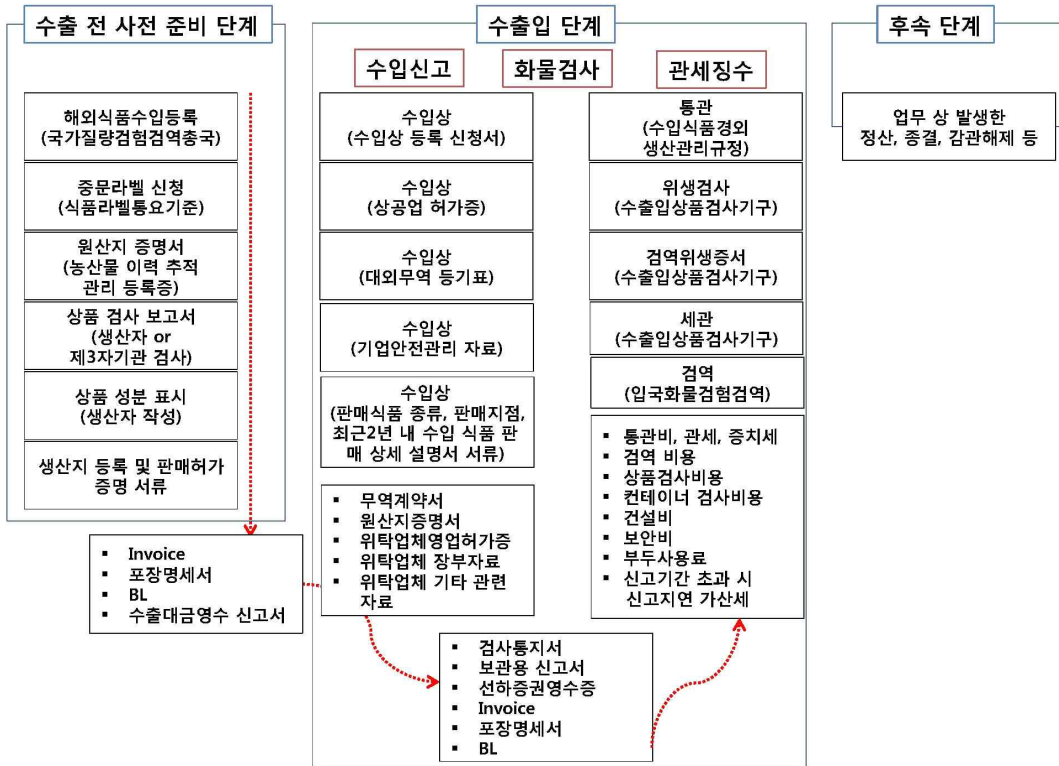 수출 전 사전 준비 단계
해외식품수입등록
(국가질량검험검역총국)
중문라벨 신청
(식품라벨통요기준)
원산지 증명서
(농산물 이력 추적
관리 등록증)
상품 검사 보고서
(생산자 or
제3자기관 검사)
상품 성분 표시
(생산자 작성)
생산지 등록 및 판매허가
증명 서류
▪ Invoice
▪ 포장명세서
▪ BL
▪ 수출대금영수 신고서
수출입 단계
수입신고
화물검사
관세징수
수입상
(수입상 등록 신청서)
수입상
(상공업 허가증)
수입상
(대외무역 등기표)
수입상
(기업안전관리 자료)
수입상
(판매식품 종류, 판매지점,
최근2년 내 수입 식품 판
매 상세 설명서 서류)
▪ 무역계약서
▪ 원산지증명서
▪ 위탁업체영업허가증
▪ 위탁업체 장부자료
▪ 위탁업체 기타 관련
자료
▪ 검사통지서
▪ 보관용 신고서
▪ 선하증권영수증
▪ Invoice
▪ 포장명세서
▪ BL
통관
(수입식품경외
생산관리규정)
위생검사
(수출입상품검사기구)
검역위생증서
(수출입상품검사기구)
세관
(수출입상품검사기구)
검역
(입국화물검험검역)
▪ 통관비, 관세, 증치세
▪ 검역 비용
▪ 상품검사비용
▪ 컨테이너 검사비용
▪ 건설비
▪ 보안비
▪ 부두사용료
▪ 신고기간 초과 시
신고지연 가산세
후속 단계
업무 상 발생한
정산, 종결, 감관해제 등